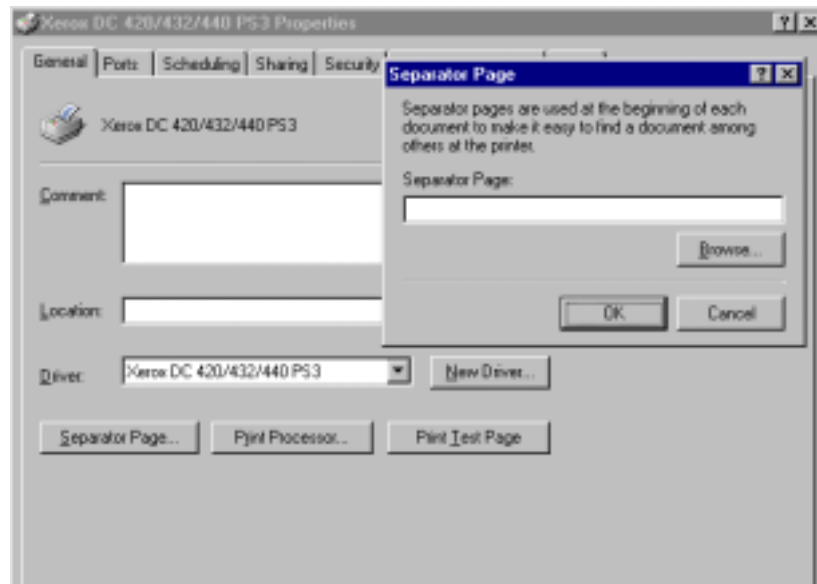 Xerox DC 420/432/440 PS3 Properties
General Ports Scheduling Sharing Security
Separator Page
Separator pages are used at the beginning of each
document to make it easy to find a document among
others at the printer.
Separator Page:
Browse...
OK Cancel
Xerox DC 420/432/440 PS3
Comment:
Location:
Driver: Xerox DC 420/432/440 PS3 New Driver...
Separator Page... Print Processor... Print Test Page